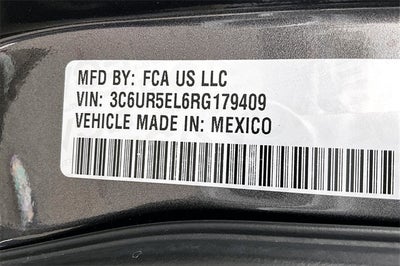 MFD BY: FCA US LLC
VIN: 3C6UR5EL6RG179409
VEHICLE MADE IN: MEXICO